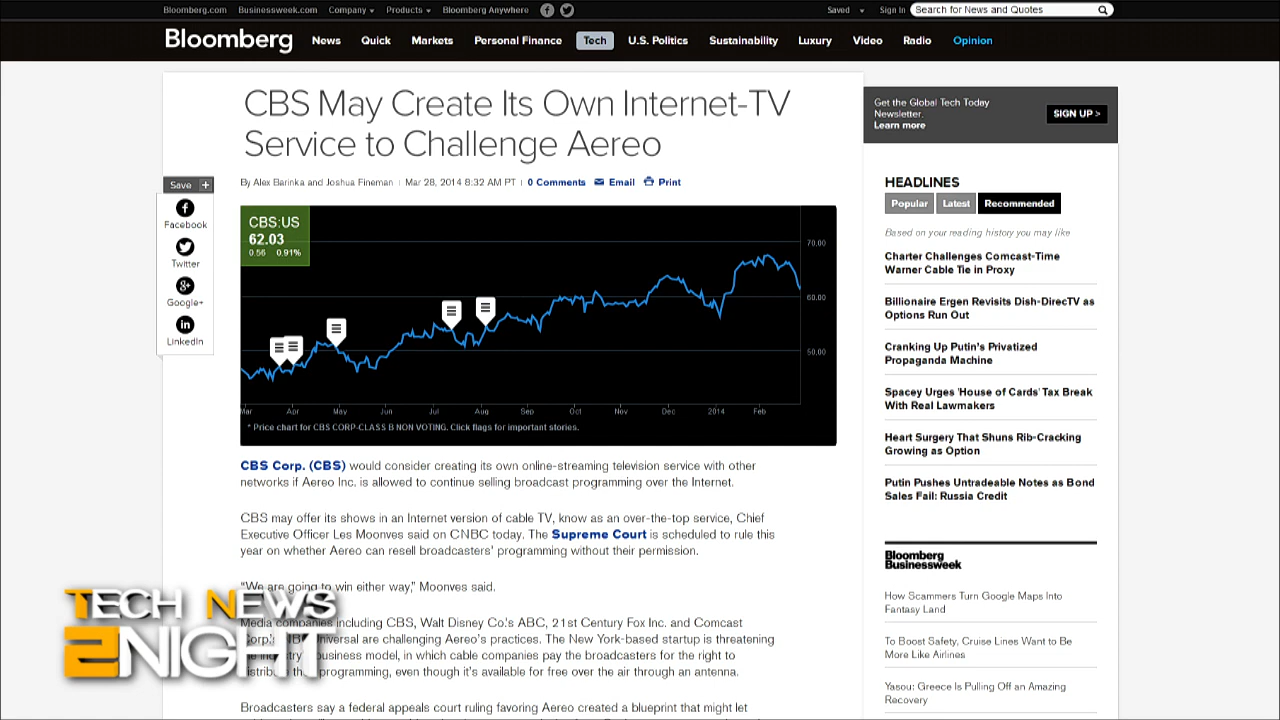 Bloomberg.com Businessweek.com Company Products Bloomberg Anywhere Saved Sign In Search for News and Quotes
Bloomberg News Quick Markets Personal Finance Tech U.S. Politics Sustainability Luxury Video Radio Opinion
CBS May Create Its Own Internet-TV
Service to Challenge Aereo
By Alex Barinka and Joshua Fineman Mar 28, 2014 8:32 AM PT 0 Comments Email Print
Save +
Facebook
Twitter
Google+
LinkedIn
CBS:US
62.03
0.56 0.91%
70.00
60.00
50.00
Mar Apr May Jun Jul Aug Sep Oct Nov Dec 2014 Feb
* Price chart for CBS CORP-CLASS B NON VOTING. Click flags for important stories.
CBS Corp. (CBS) would consider creating its own online-streaming television service with other
networks if Aereo Inc. is allowed to continue selling broadcast programming over the Internet.
CBS may offer its shows in an Internet version of cable TV, know as an over-the-top service, Chief
Executive Officer Les Moonves said on CNBC today. The Supreme Court is scheduled to rule this
year on whether Aereo can resell broadcasters' programming without their permission.
“We are going to win either way,” Moonves said.
Media companies including CBS, Walt Disney Co.'s ABC, 21st Century Fox Inc. and Comcast
are challenging Aereo's practices. The New York-based startup is threatening
business model, in which cable companies pay the broadcasters for the right to
programming, even though it's available for free over the air through an antenna.
Broadcasters say a federal appeals court ruling favoring Aereo created a blueprint that might let
TECH NEWS
2NIGHT
Get the Global Tech Today
Newsletter.
Learn more
SIGN UP >
HEADLINES
Popular Latest Recommended
Based on your reading history you may like
Charter Challenges Comcast-Time
Warner Cable Tie in Proxy
Billionaire Ergen Revisits Dish-DirecTV as
Options Run Out
Cranking Up Putin's Privatized
Propaganda Machine
Spacey Urges 'House of Cards' Tax Break
With Real Lawmakers
Heart Surgery That Shuns Rib-Cracking
Growing as Option
Putin Pushes Untradeable Notes as Bond
Sales Fail: Russia Credit
Bloomberg
Businessweek
How Scammers Turn Google Maps Into
Fantasy Land
To Boost Safety, Cruise Lines Want to Be
More Like Airlines
Yasou: Greece Is Pulling Off an Amazing
Recovery